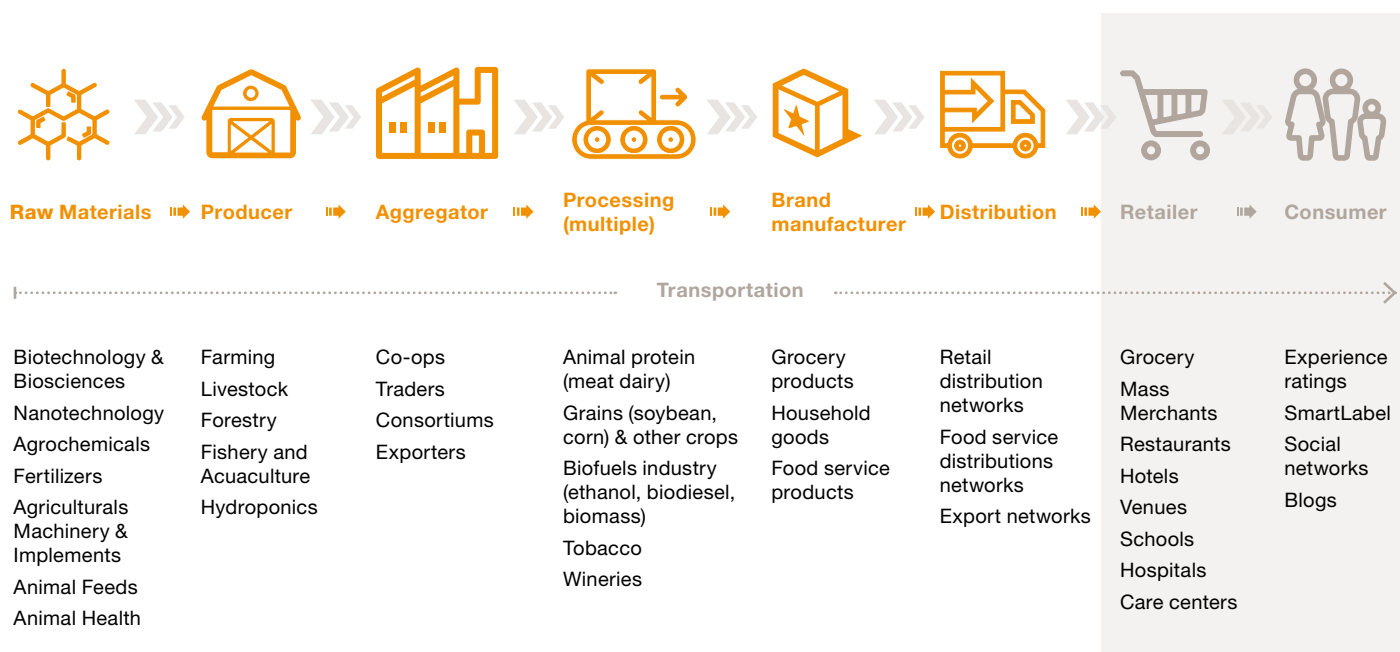 Raw Materials
Producer
Aggregator
Processing
(multiple)
Brand
manufacturer
Distribution
Retailer
Consumer
Transportation
Biotechnology &
Biosciences
Nanotechnology
Agrochemicals
Fertilizers
Agriculturals
Machinery &
Implements
Animal Feeds
Animal Health
Farming
Livestock
Forestry
Fishery and
Acuaculture
Hydroponics
Co-ops
Traders
Consortiums
Exporters
Animal protein
(meat dairy)
Grains (soybean,
corn) & other crops
Biofuels industry
(ethanol, biodiesel,
biomass)
Tobacco
Wineries
Grocery
products
Household
goods
Food service
products
Retail
distribution
networks
Food service
distributions
networks
Export networks
Grocery
Mass
Merchants
Restaurants
Hotels
Venues
Schools
Hospitals
Care centers
Experience
ratings
SmartLabel
Social
networks
Blogs